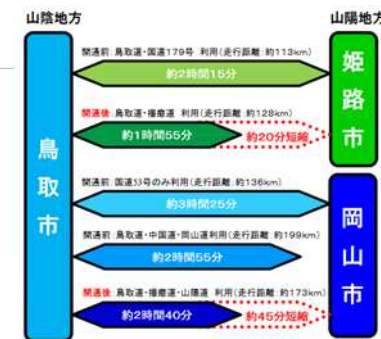 山陰地方
山陽地方
開通前:鳥取道・国道179号 利用(走行距離:約113km)
約2時間15分
開通後:鳥取道・播磨道 利用(走行距離:約128km)
約1時間55分
約20分短縮
姫路市
鳥取市
開通前:国道53号のみ利用(走行距離:約136km)
約3時間25分
開通前:鳥取道・中国道・岡山道利用(走行距離:約199km)
約2時間55分
開通後:鳥取道・播磨道・山陽道 利用(走行距離:約173km)
約2時間40分
約45分短縮
岡山市